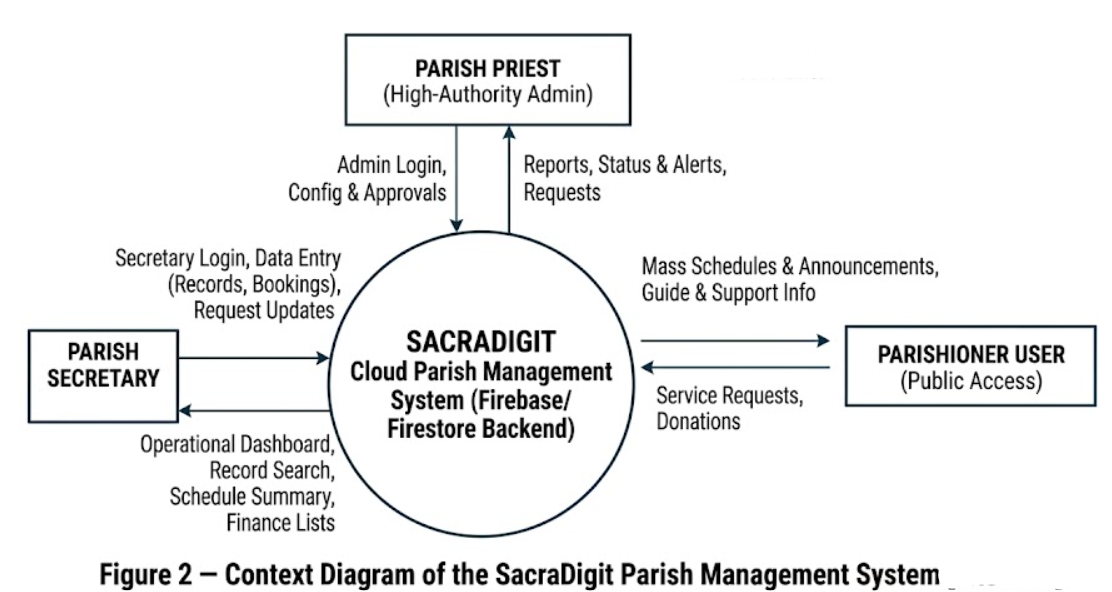 PARISH PRIEST
(High-Authority Admin)
Admin Login,
Config & Approvals
Reports, Status & Alerts,
Requests
Secretary Login, Data Entry
(Records, Bookings),
Request Updates
Mass Schedules & Announcements,
Guide & Support Info
PARISH
SECRETARY
SACRADIGIT
Cloud Parish Management
System (Firebase/
Firestore Backend)
PARISHIONER USER
(Public Access)
Service Requests,
Donations
Operational Dashboard,
Record Search,
Schedule Summary,
Finance Lists
Figure 2 — Context Diagram of the SacraDigit Parish Management System